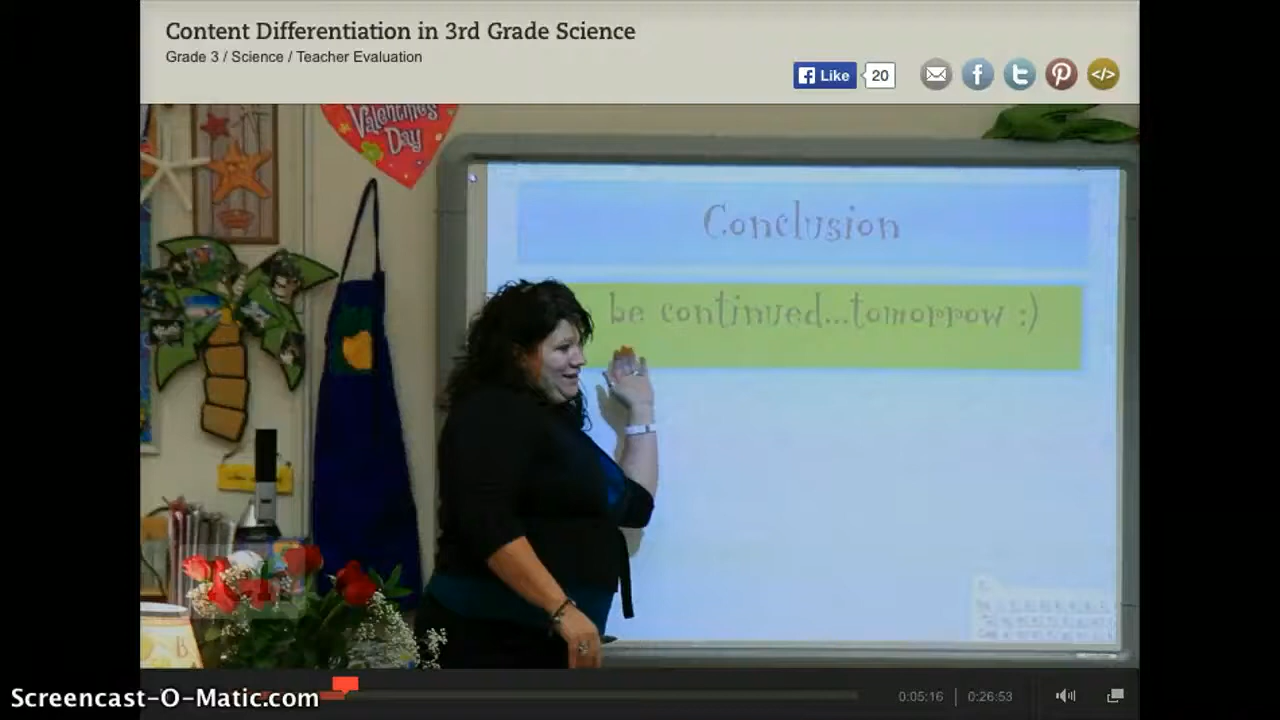 Content Differentiation in 3rd Grade Science
Grade 3 / Science / Teacher Evaluation
Like
20
Valentine's
Day
Conclusion
be continued...tomorrow :)
Tch
Screencast-O-Matic.com
0:05:16
0:26:53